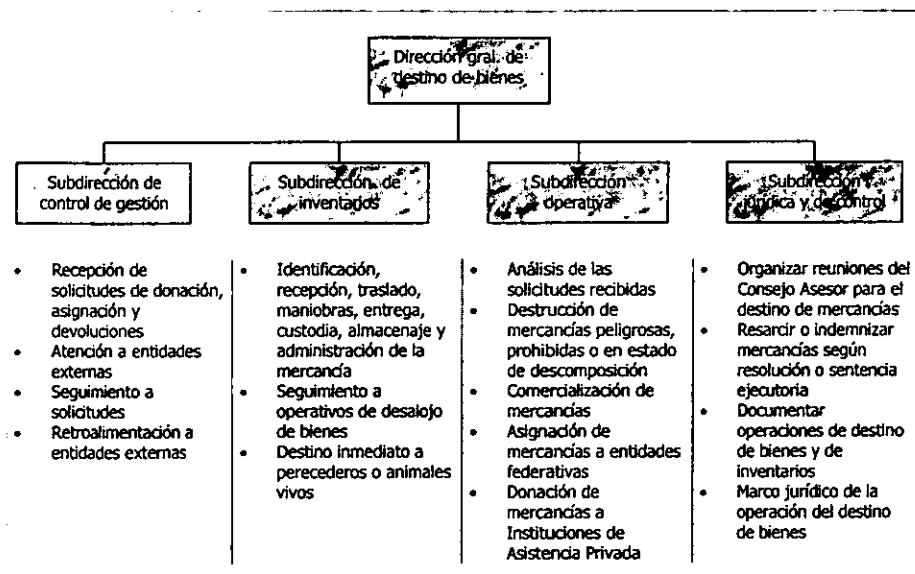 Dirección gral. de
destino de bienes
Subdirección de
control de gestión
Subdirección de
inventarios
Subdirección
operativa
Subdirección
jurídica y de control
• Recepción de
solicitudes de donación,
asignación y
devoluciones
• Atención a entidades
externas
• Seguimiento a
solicitudes
• Retroalimentación a
entidades externas
• Identificación,
recepción, traslado,
maniobras, entrega,
custodia, almacenaje y
administración de la
mercancía
• Seguimiento a
operativos de desalojo
de bienes
• Destino inmediato a
perecederos o animales
vivos
• Análisis de las
solicitudes recibidas
• Destrucción de
mercancías peligrosas,
prohibidas o en estado
de descomposición
• Comercialización de
mercancías
• Asignación de
mercancías a entidades
federativas
• Donación de
mercancías a
Instituciones de
Asistencia Privada
• Organizar reuniones del
Consejo Asesor para el
destino de mercancías
• Resarcir o indemnizar
mercancías según
resolución o sentencia
ejecutoria
• Documentar
operaciones de destino
de bienes y de
inventarios
• Marco jurídico de la
operación del destino
de bienes